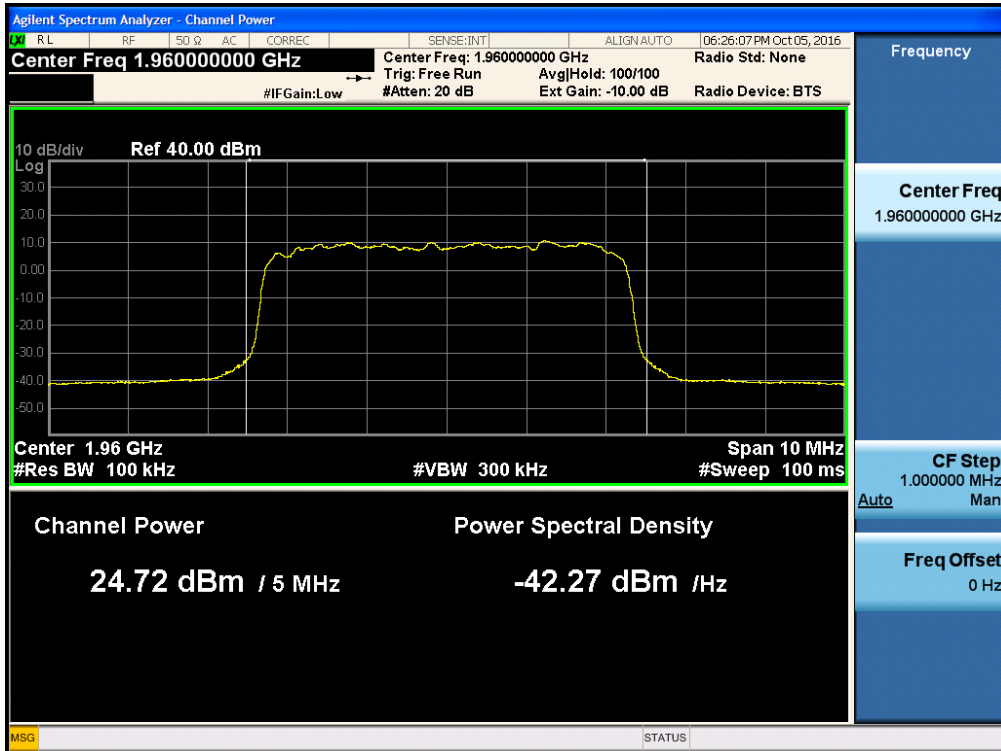 Agilent Spectrum Analyzer - Channel Power
LXI RL RF 50 Ω AC CORREC SENSE:INT ALIGN AUTO 06:26:07 PM Oct 05, 2016
Center Freq 1.960000000 GHz
Center Freq: 1.960000000 GHz Radio Std: None
Trig: Free Run Avg|Hold: 100/100
#IFGain:Low #Atten: 20 dB Ext Gain: -10.00 dB Radio Device: BTS
10 dB/div Ref 40.00 dBm
Log
30.0
20.0
10.0
0.00
-10.0
-20.0
-30.0
-40.0
-50.0
Center 1.96 GHz Span 10 MHz
#Res BW 100 kHz #VBW 300 kHz #Sweep 100 ms
Channel Power Power Spectral Density
24.72 dBm / 5 MHz -42.27 dBm /Hz
Frequency
Center Freq
1.960000000 GHz
CF Step
1.000000 MHz
Auto Man
Freq Offset
0 Hz
MSG STATUS